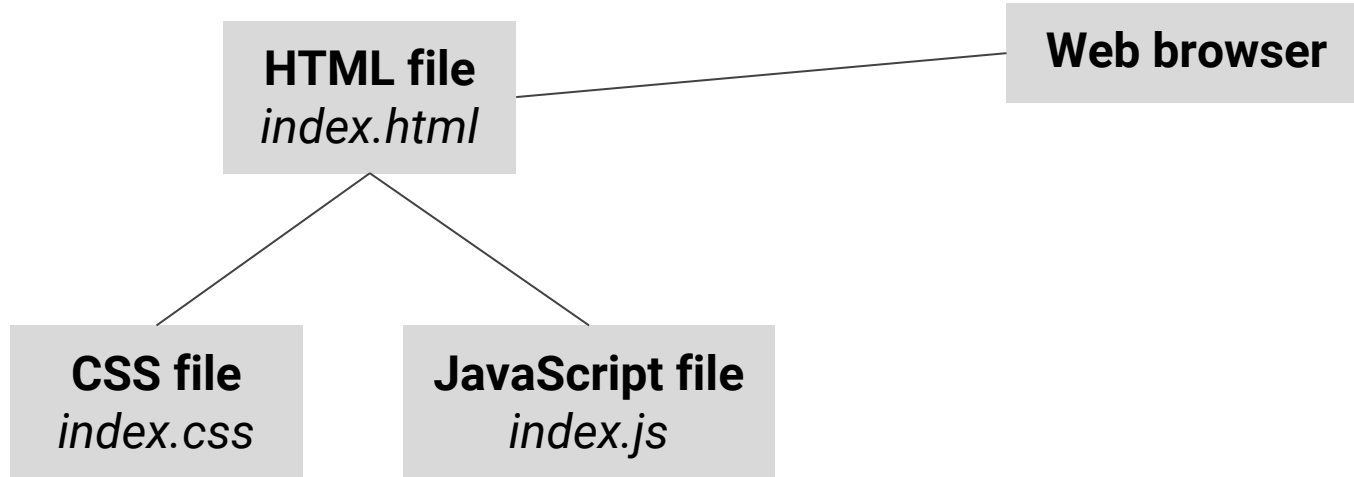 HTML file
index.html
Web browser
CSS file
index.css
JavaScript file
index.js